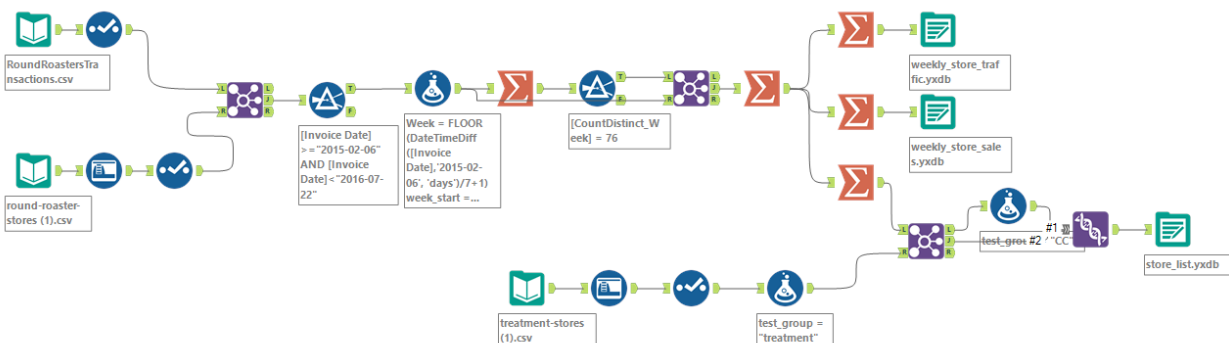 RoundRoastersTra
nsactions.csv
round-roaster-
stores (1).csv
L
R
L
J
R
[Invoice Date]
>="2015-02-06"
AND [Invoice
Date]<"2016-07-
22"
T
F
Week = FLOOR
(DateTimeDiff
([Invoice
Date],'2015-02-
06', 'days')/7+1)
week_start =...
[CountDistinct_W
eek] = 76
T
F
L
R
L
J
R
weekly_store_traf
fic.yxdb
weekly_store_sale
s.yxdb
L
R
L
J
R
#1
#2
"CC"
store_list.yxdb
treatment-stores
(1).csv
test_group =
"treatment"